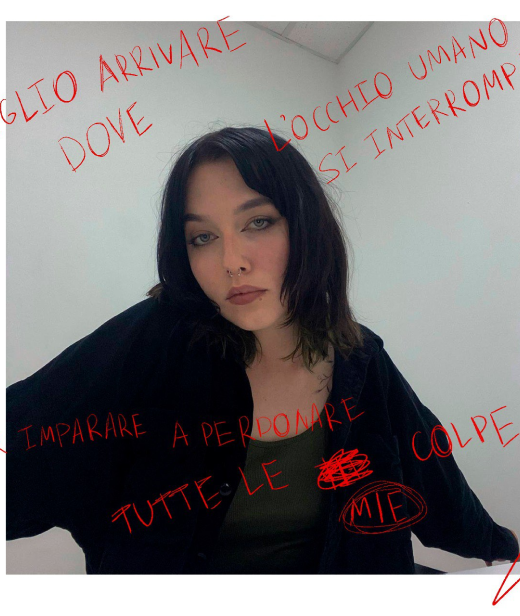 GLIO ARRIVARE
DOVE
L'OCCHIO UMANO
SI INTERROMP
IMPARARE A PERDONARE
TUTTE LE COLPE
MIE